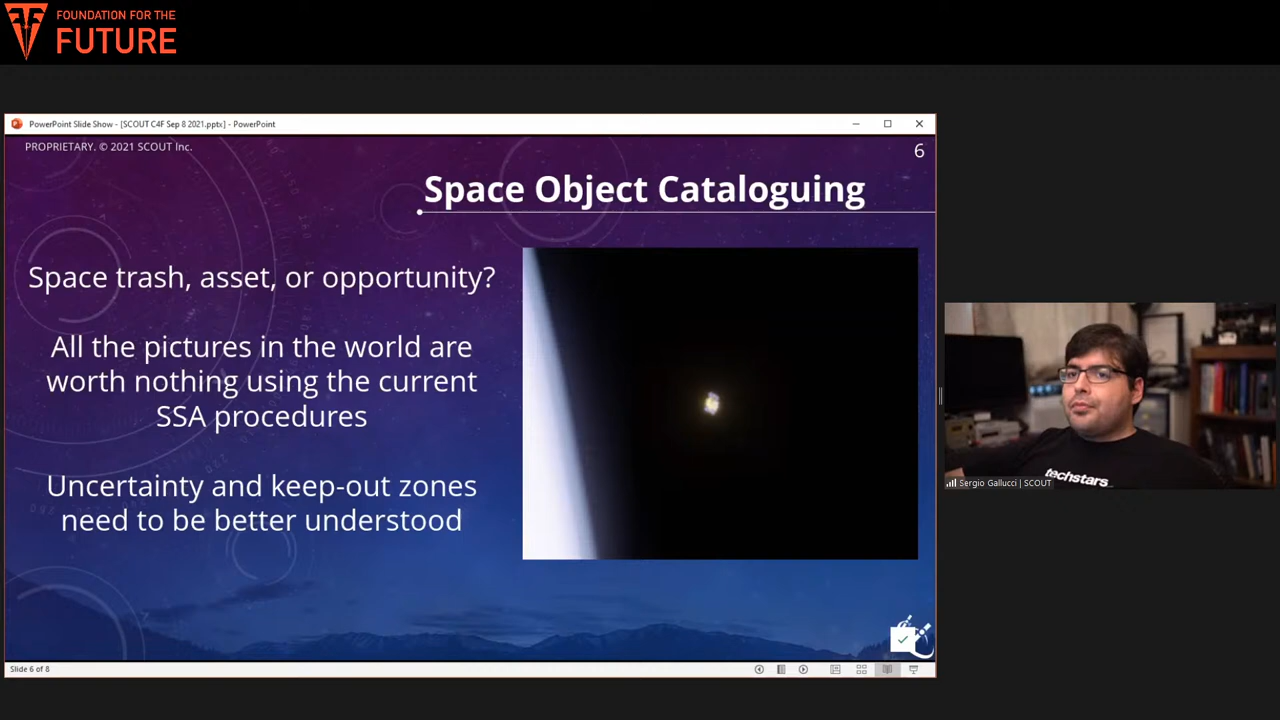 FOUNDATION FOR THE
FUTURE
PowerPoint Slide Show - [SCOUT C4F Sep 8 2021.pptx] - PowerPoint
PROPRIETARY. © 2021 SCOUT Inc.
6
Space Object Cataloguing
Space trash, asset, or opportunity?
All the pictures in the world are
worth nothing using the current
SSA procedures
Uncertainty and keep-out zones
need to be better understood
techstars_
Sergio Gallucci | SCOUT
Slide 6 of 8